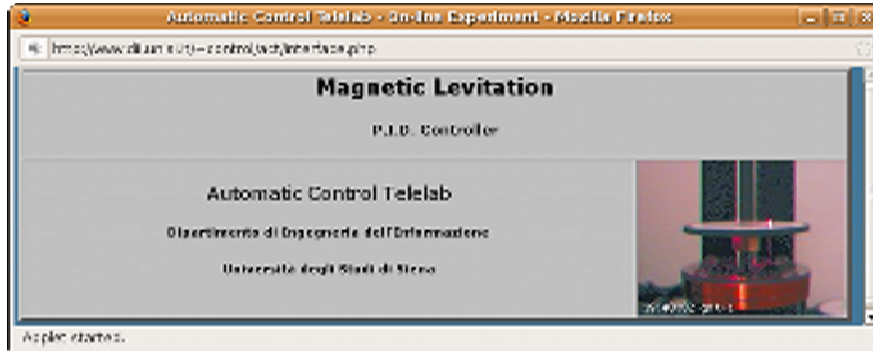 Automatic Control Telelab - On-line Experiment - Mozilla Firefox
Magnetic Levitation
P.I.D. Controller
Automatic Control Telelab
Dipartimento di Ingegneria dell'Informazione
Università degli Studi di Siena
Applet started.